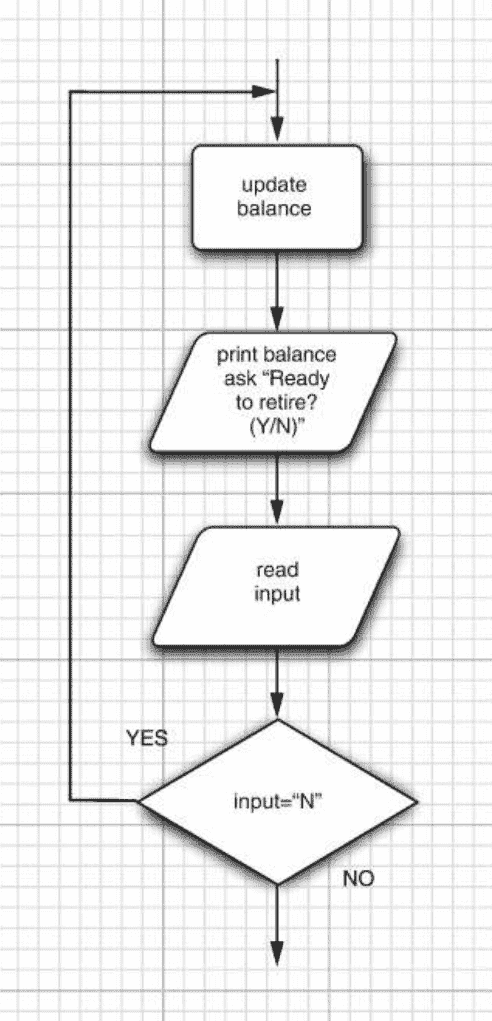 update
balance
print balance
ask “Ready
to retire?
(Y/N)”
read
input
YES
input=“N”
NO